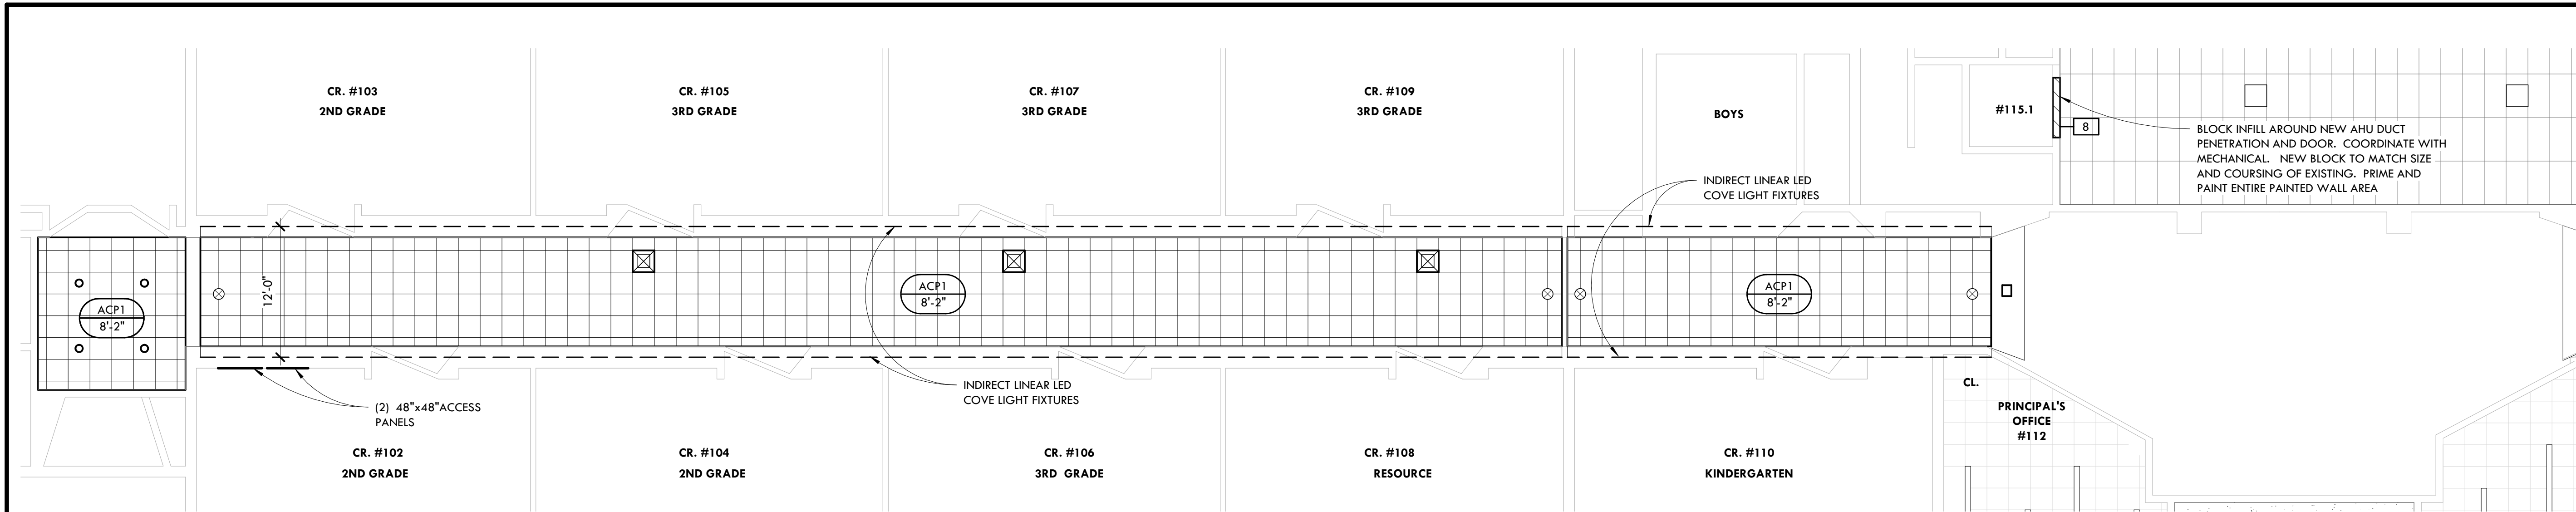 CR. #103
2ND GRADE
CR. #105
3RD GRADE
CR. #107
3RD GRADE
CR. #109
3RD GRADE
BOYS
#115.1
8
BLOCK INFILL AROUND NEW AHU DUCT
PENETRATION AND DOOR. COORDINATE WITH
MECHANICAL. NEW BLOCK TO MATCH SIZE
AND COURSING OF EXISTING. PRIME AND
PAINT ENTIRE PAINTED WALL AREA
INDIRECT LINEAR LED
COVE LIGHT FIXTURES
12'-0"
ACP1
8'-2"
ACP1
8'-2"
ACP1
8'-2"
(2) 48"x48"ACCESS
PANELS
INDIRECT LINEAR LED
COVE LIGHT FIXTURES
CL.
PRINCIPAL'S
OFFICE
#112
CR. #102
2ND GRADE
CR. #104
2ND GRADE
CR. #106
3RD GRADE
CR. #108
RESOURCE
CR. #110
KINDERGARTEN